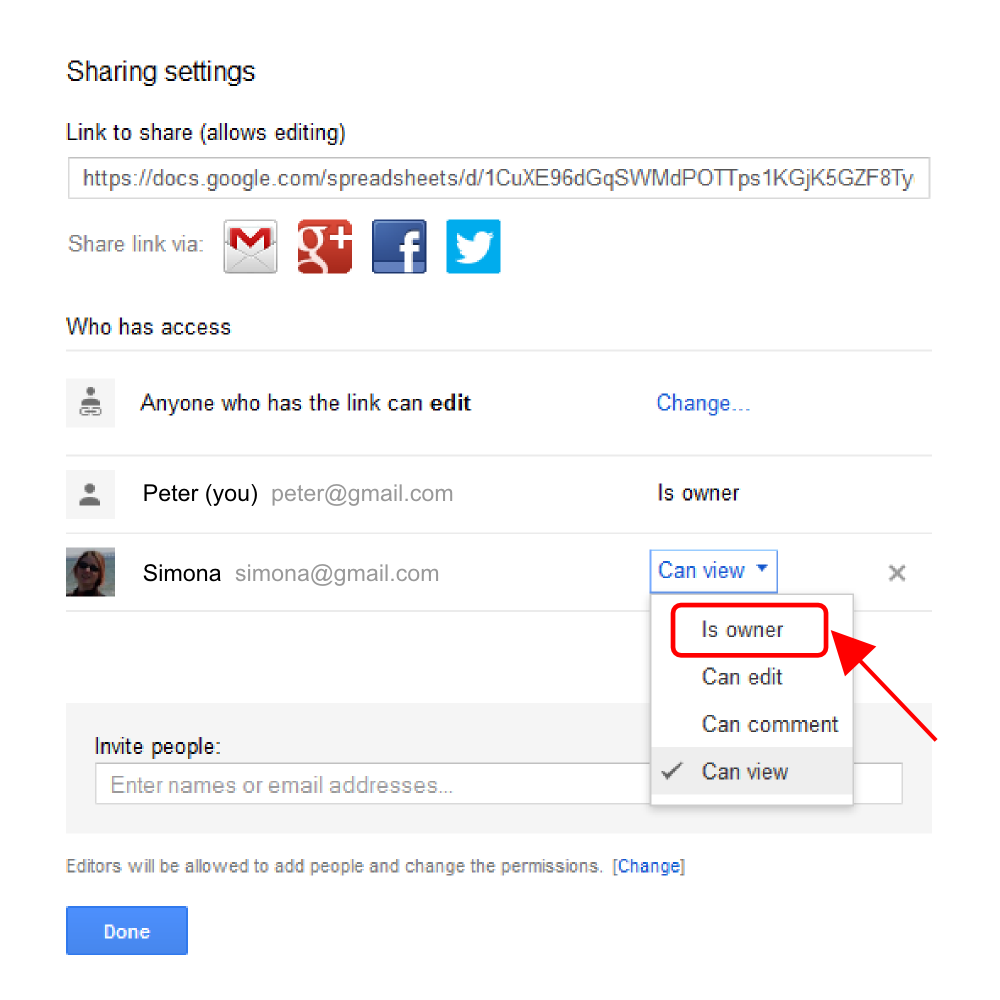 Sharing settings
Link to share (allows editing)
https://docs.google.com/spreadsheets/d/1CuXE96dGqSWMdPOTTps1KGjK5GZF8Ty
Share link via: M g+ f
Who has access
Anyone who has the link can edit Change...
Peter (you) peter@gmail.com Is owner
Simona simona@gmail.com Can view
Is owner
Can edit
Can comment
Can view
Invite people:
Enter names or email addresses...
Editors will be allowed to add people and change the permissions. [Change]
Done